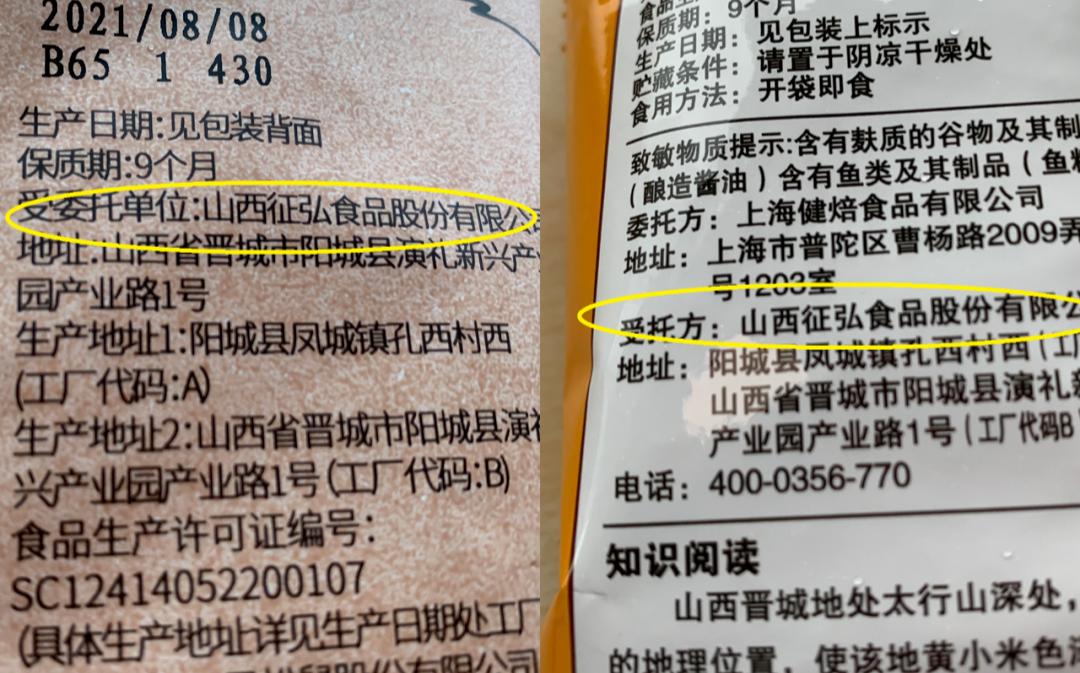 2021/08/08
B65 1 430
生产日期:见包装背面
保质期:9个月
受委托单位:山西征弘食品股份有限公
地址:山西省晋城市阳城县演礼新兴产
园产业路1号
生产地址1:阳城县凤城镇孔西村西
(工厂代码:A)
生产地址2:山西省晋城市阳城县演礼
兴产业园产业路1号(工厂代码:B)
食品生产许可证编号:
SC12414052200107
(具体生产地址详见生产日期处工厂
股份有限公司
保质期:9个月
生产日期:见包装上标示
贮藏条件:请置于阴凉干燥处
食用方法:开袋即食
致敏物质提示:含有麸质的谷物及其制
(酿造酱油)含有鱼类及其制品(鱼
委托方:上海健焙食品有限公司
地址:上海市普陀区曹杨路2009弄
号1203室
受托方:山西征弘食品股份有限公
地址:阳城县凤城镇孔西村西(工
山西省晋城市阳城县演礼
产业园产业路1号(工厂代码B
电话:400-0356-770
知识阅读
山西晋城地处太行山深处,
的地理位置,使该地黄小米色